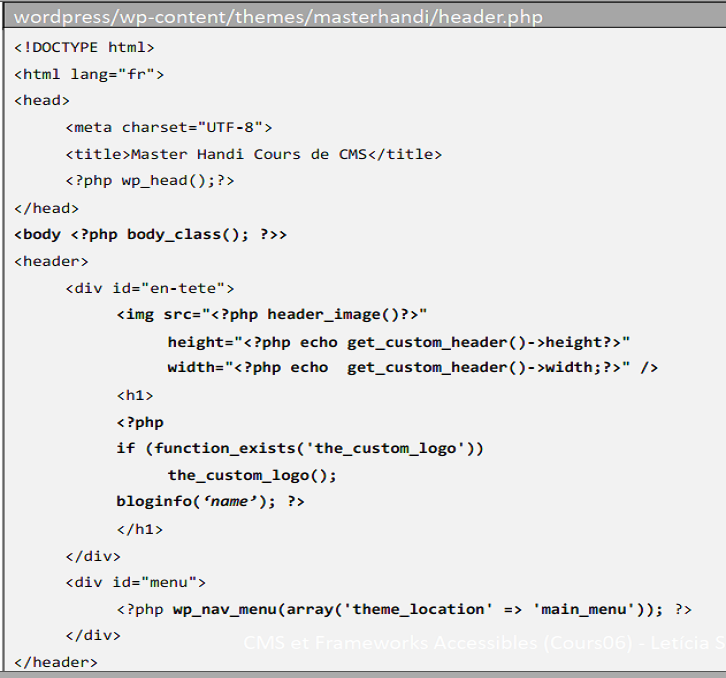 wordpress/wp-content/themes/masterhandi/header.php
<!DOCTYPE html>
<html lang="fr">
<head>
<meta charset="UTF-8">
<title>Master Handi Cours de CMS</title>
<?php wp_head();?>
</head>
<body <?php body_class(); ?>>
<header>
<div id="en-tete">
<img src="<?php header_image()?>"
height="<?php echo get_custom_header()->height?>"
width="<?php echo  get_custom_header()->width;?>" />
<h1>
<?php
if (function_exists('the_custom_logo'))
the_custom_logo();
bloginfo(‘name’); ?>
</h1>
</div>
<div id="menu">
<?php wp_nav_menu(array('theme_location' => 'main_menu')); ?>
</div>
CMS et Frameworks Accessibles (Cours06) - Letícia S
</header>